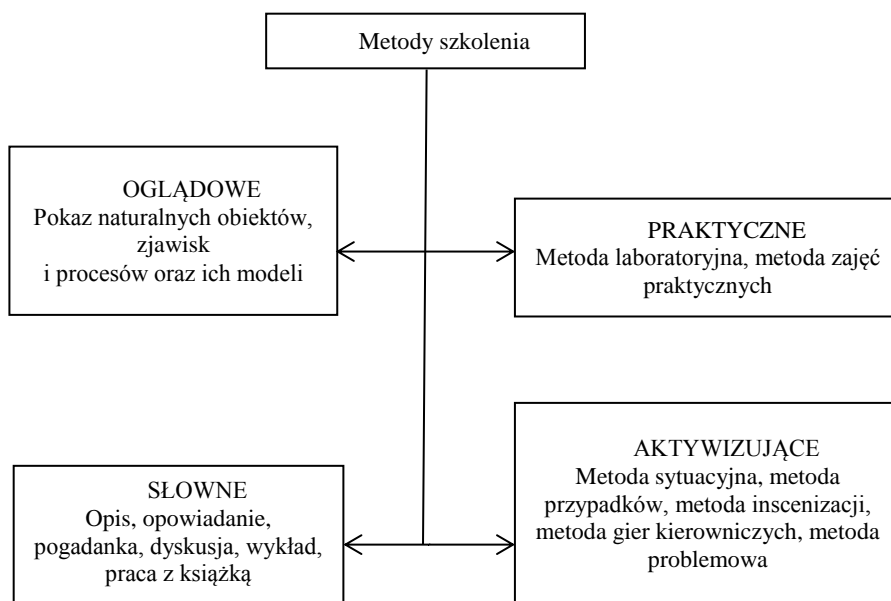 Metody szkolenia
OGLĄDOWE
Pokaz naturalnych obiektów,
zjawisk
i procesów oraz ich modeli
PRAKTYCZNE
Metoda laboratoryjna, metoda zajęć
praktycznych
SŁOWNE
Opis, opowiadanie,
pogadanka, dyskusja, wykład,
praca z książką
AKTYWIZUJĄCE
Metoda sytuacyjna, metoda
przypadków, metoda inscenizacji,
metoda gier kierowniczych, metoda
problemowa